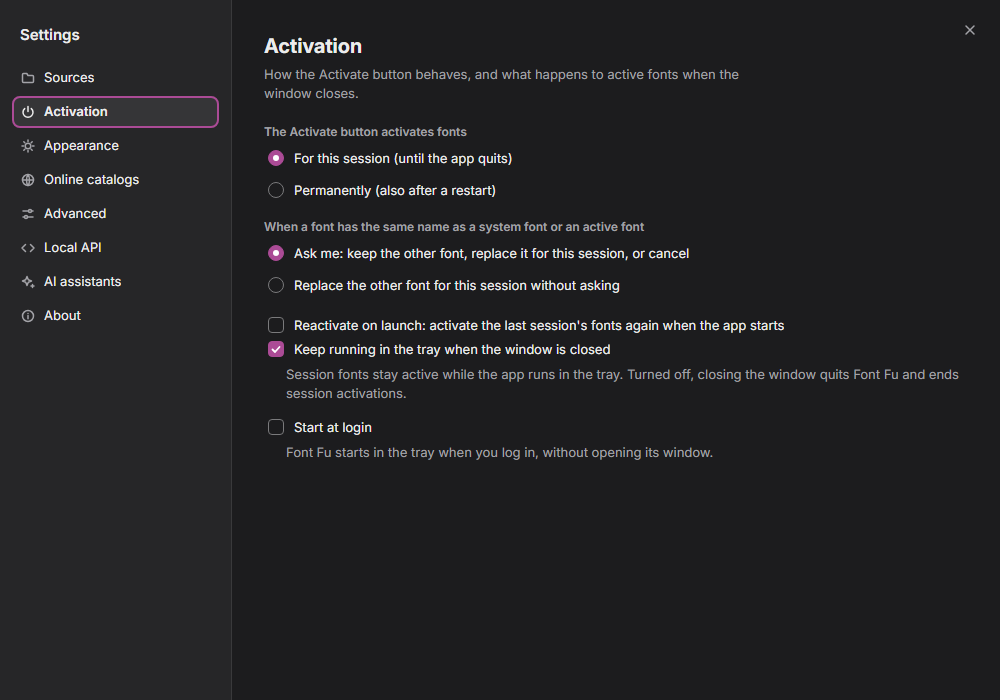 Settings
Sources
Activation
Appearance
Online catalogs
Advanced
Local API
AI assistants
About
Activation
How the Activate button behaves, and what happens to active fonts when the
window closes.
The Activate button activates fonts
For this session (until the app quits)
Permanently (also after a restart)
When a font has the same name as a system font or an active font
Ask me: keep the other font, replace it for this session, or cancel
Replace the other font for this session without asking
Reactivate on launch: activate the last session's fonts again when the app starts
Keep running in the tray when the window is closed
Session fonts stay active while the app runs in the tray. Turned off, closing the window quits Font Fu and ends
session activations.
Start at login
Font Fu starts in the tray when you log in, without opening its window.